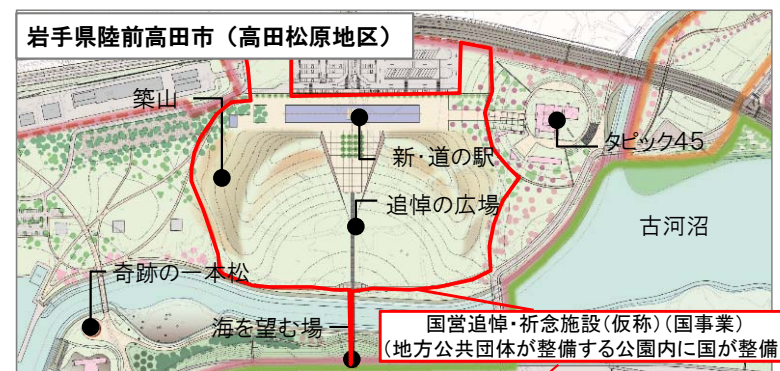 岩手県陸前高田市（高田松原地区）
築山
新・道の駅
タピック45
追悼の広場
古河沼
奇跡の一本松
海を望む場
国営追悼・祈念施設(仮称)(国事業)
(地方公共団体が整備する公園内に国が整備